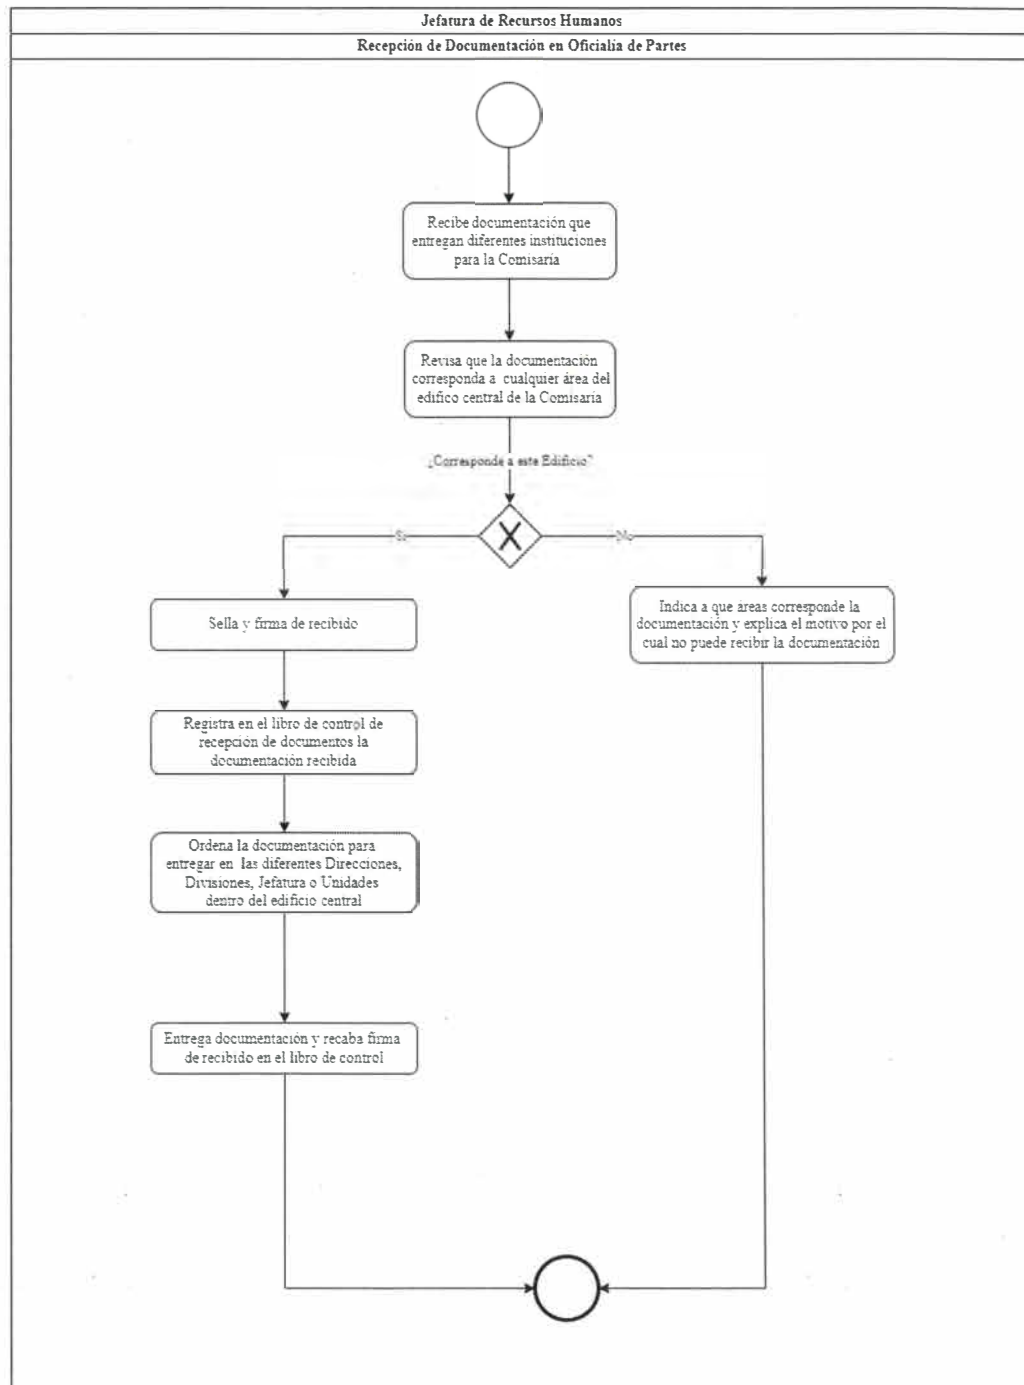 Jefatura de Recursos Humanos
Recepción de Documentación en Oficialía de Partes
Recibe documentación que
entregan diferentes instituciones
para la Comisaría
Revisa que la documentación
corresponda a cualquier área del
edifico central de la Comisaría
¿Corresponde a este Edificio?
Si
No
Sella y firma de recibido
Indica a que áreas corresponde la
documentación y explica el motivo por el
cual no puede recibir la documentación
Registra en el libro de control de
recepción de documentos la
documentación recibida
Ordena la documentación para
entregar en las diferentes Direcciones,
Divisiones, Jefatura o Unidades
dentro del edificio central
Entrega documentación y recaba firma
de recibido en el libro de control